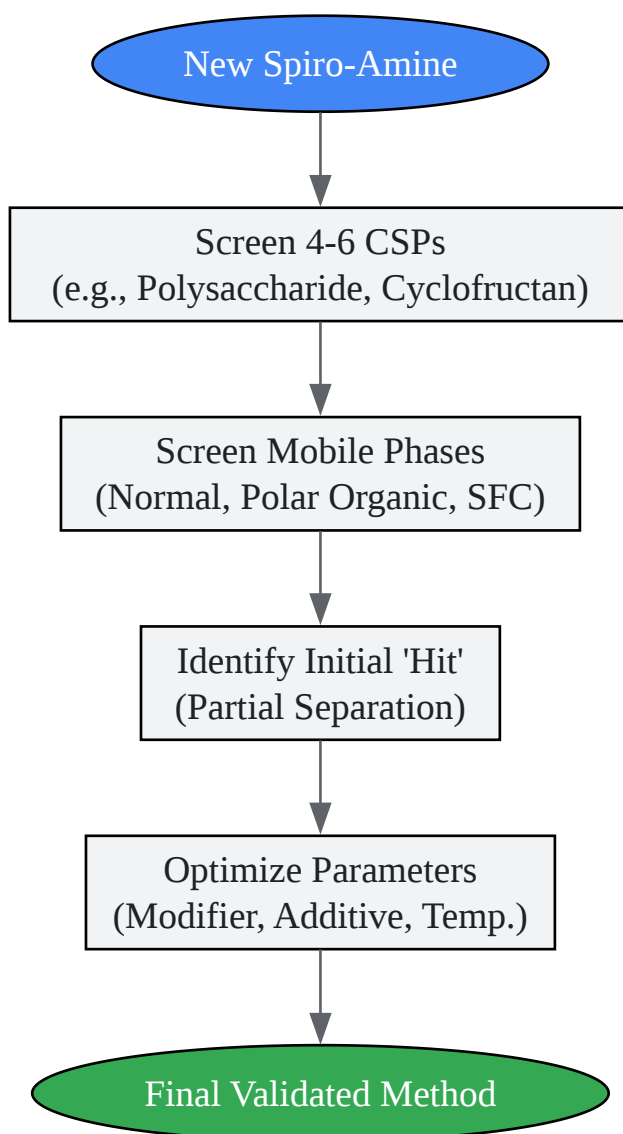 New Spiro-Amine
Screen 4-6 CSPs
(e.g., Polysaccharide, Cyclofructan)
Screen Mobile Phases
(Normal, Polar Organic, SFC)
Identify Initial 'Hit'
(Partial Separation)
Optimize Parameters
(Modifier, Additive, Temp.)
Final Validated Method